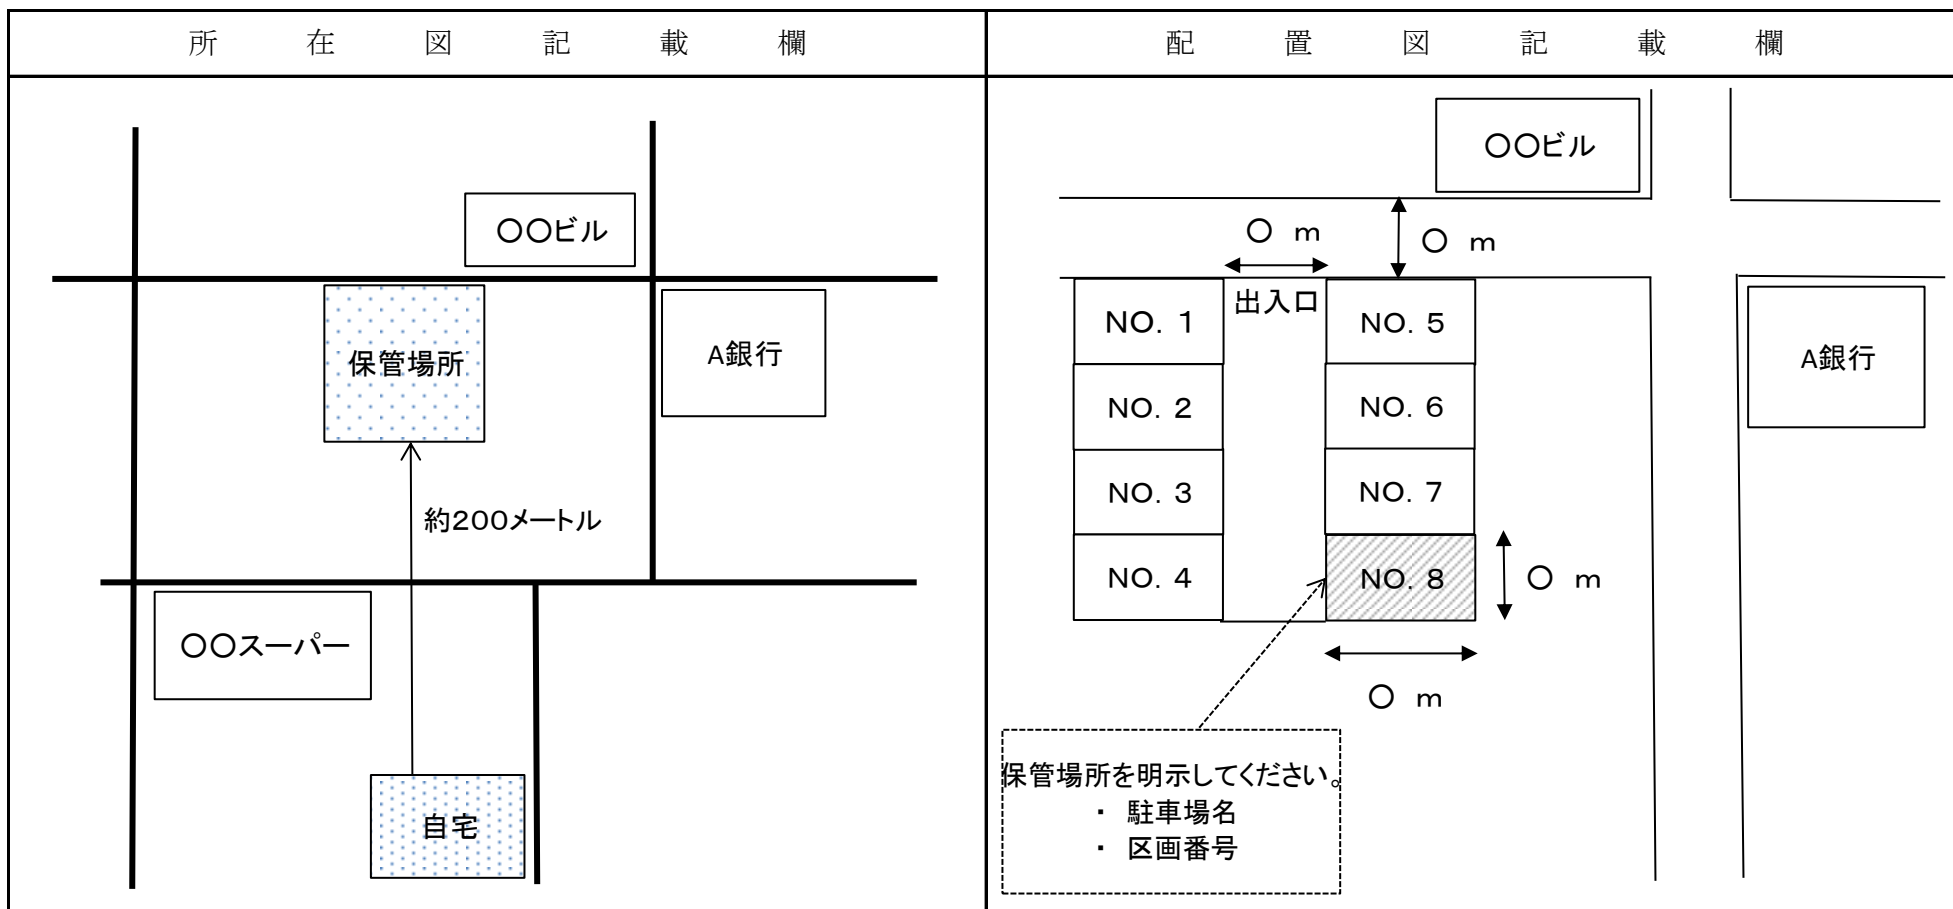 所在図記載欄
〇〇ビル
保管場所
A銀行
約200メートル
〇〇スーパー
自宅
配置図記載欄
〇〇ビル
〇 m
〇 m
出入口
NO. 1
NO. 2
NO. 3
NO. 4
NO. 5
NO. 6
NO. 7
NO. 8
A銀行
〇 m
〇 m
保管場所を明示してください。
・ 駐車場名
・ 区画番号